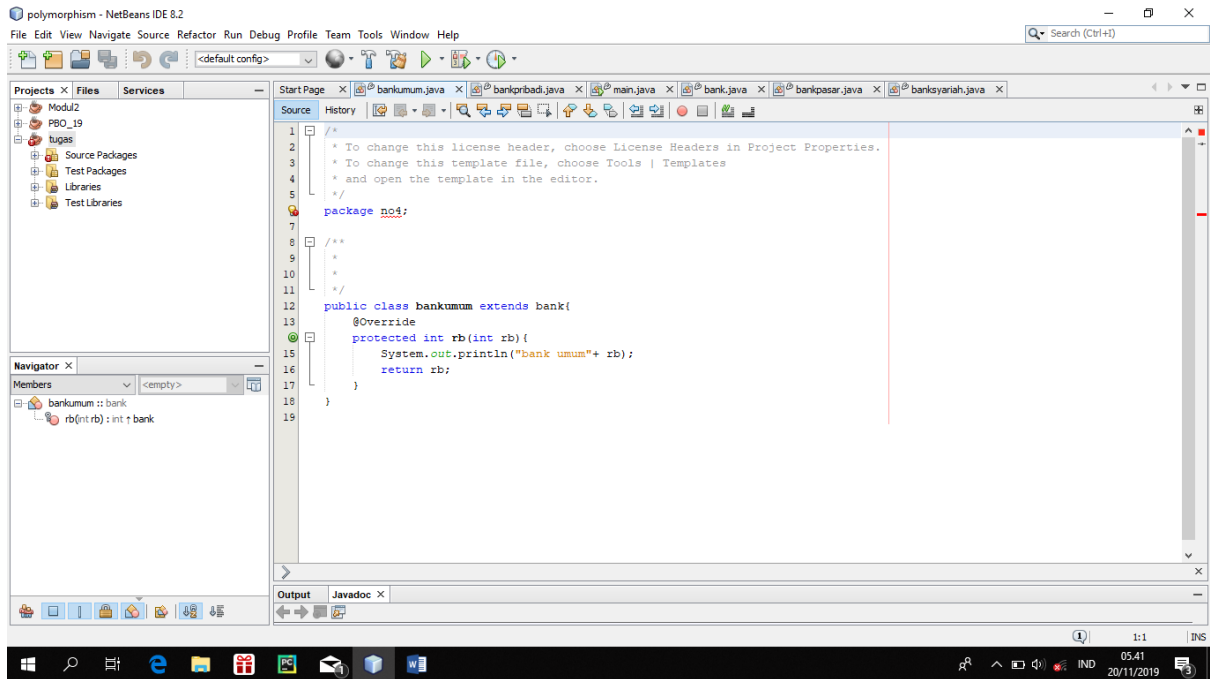 polymorphism - NetBeans IDE 8.2
File Edit View Navigate Source Refactor Run Debug Profile Team Tools Window Help
Search (Ctrl+I)
<default config>
Projects Files Services
Start Page bankumum.java bankpribadi.java main.java bank.java bankpasar.java banksyariah.java
Source History
Modul2
PBO_19
tugas
Source Packages
Test Packages
Libraries
Test Libraries
1 /*
2 * To change this license header, choose License Headers in Project Properties.
3 * To change this template file, choose Tools | Templates
4 * and open the template in the editor.
5 */
package no4;
7
8 /**
9 *
10 *
11 */
12 public class bankumum extends bank{
13 @Override
protected int rb(int rb){
15 System.out.println("bank umum"+ rb);
16 return rb;
17 }
18 }
19
Navigator
Members <empty>
bankumum :: bank
rb(int rb) : int ↑ bank
Output Javadoc
1 1:1 INS
IND 05.41
20/11/2019